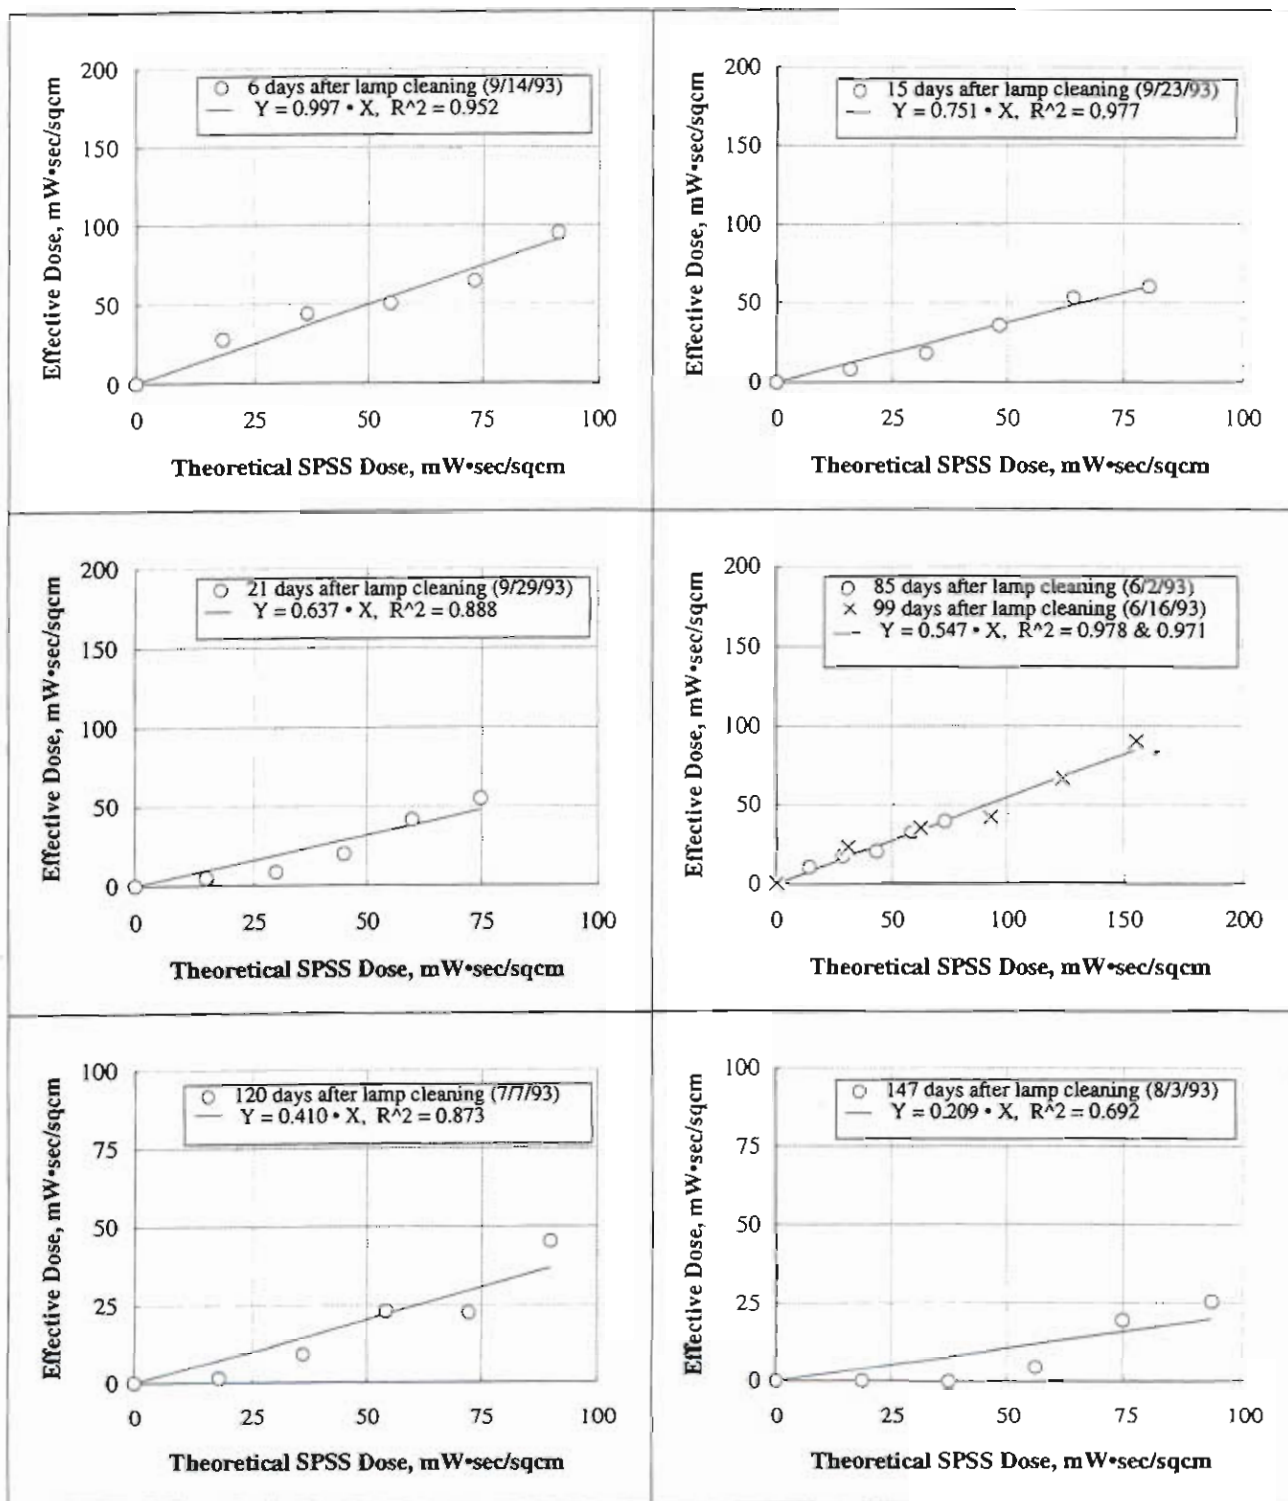 Effective Dose, mW•sec/sqcm
200
150
100
50
0
6 days after lamp cleaning (9/14/93)
Y = 0.997 • X, R^2 = 0.952
0 25 50 75 100
Theoretical SPSS Dose, mW•sec/sqcm
Effective Dose, mW•sec/sqcm
200
150
100
50
0
15 days after lamp cleaning (9/23/93)
Y = 0.751 • X, R^2 = 0.977
0 25 50 75 100
Theoretical SPSS Dose, mW•sec/sqcm
Effective Dose, mW•sec/sqcm
200
150
100
50
0
21 days after lamp cleaning (9/29/93)
Y = 0.637 • X, R^2 = 0.888
0 25 50 75 100
Theoretical SPSS Dose, mW•sec/sqcm
Effective Dose, mW•sec/sqcm
200
150
100
50
0
85 days after lamp cleaning (6/2/93)
99 days after lamp cleaning (6/16/93)
Y = 0.547 • X, R^2 = 0.978 & 0.971
0 50 100 150 200
Theoretical SPSS Dose, mW•sec/sqcm
Effective Dose, mW•sec/sqcm
100
75
50
25
0
120 days after lamp cleaning (7/7/93)
Y = 0.410 • X, R^2 = 0.873
0 25 50 75 100
Theoretical SPSS Dose, mW•sec/sqcm
Effective Dose, mW•sec/sqcm
100
75
50
25
0
147 days after lamp cleaning (8/3/93)
Y = 0.209 • X, R^2 = 0.692
0 25 50 75 100
Theoretical SPSS Dose, mW•sec/sqcm